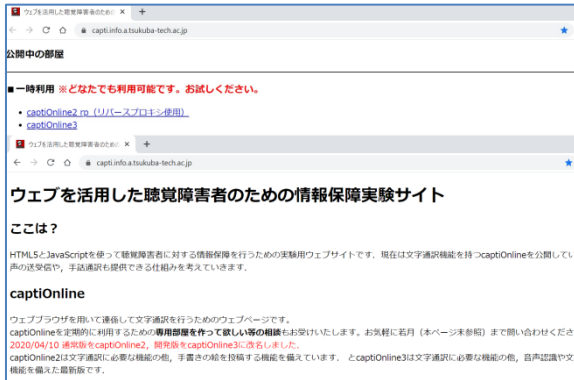 ウェブを活用した聴覚障害者のため
capti.info.a.tsukuba-tech.ac.jp
公開中の部屋
■一時利用 ※どなたでも利用可能です。お試しください。
• captiOnline2 rp（リバースプロキシ使用）
• captiOnline3
ウェブを活用した聴覚障害者のため
capti.info.a.tsukuba-tech.ac.jp
ウェブを活用した聴覚障害者のための情報保障実験サイト
ここは？
HTML5とJavaScriptを使って聴覚障害者に対する情報保障を行うための実験用ウェブサイトです．現在は文字通訳機能を持つcaptiOnlineを公開してい
声の送受信や，手話通訳も提供できる仕組みを考えていきます．
captiOnline
ウェブブラウザを用いて連係して文字通訳を行うためのウェブページです。
captiOnlineを定期的に利用するための専用部屋を作って欲しい等の相談もお受けいたします。お気軽に若月（本ページ末参照）まで問い合わせくださ
2020/04/10 通常版をcaptiOnline2，開発版をcaptiOnline3に改名しました．
captiOnline2は文字通訳に必要な機能の他，手書きの絵を投稿する機能を備えています． とcaptiOnline3は文字通訳に必要な機能の他，音声認識や文
機能を備えた最新版です．